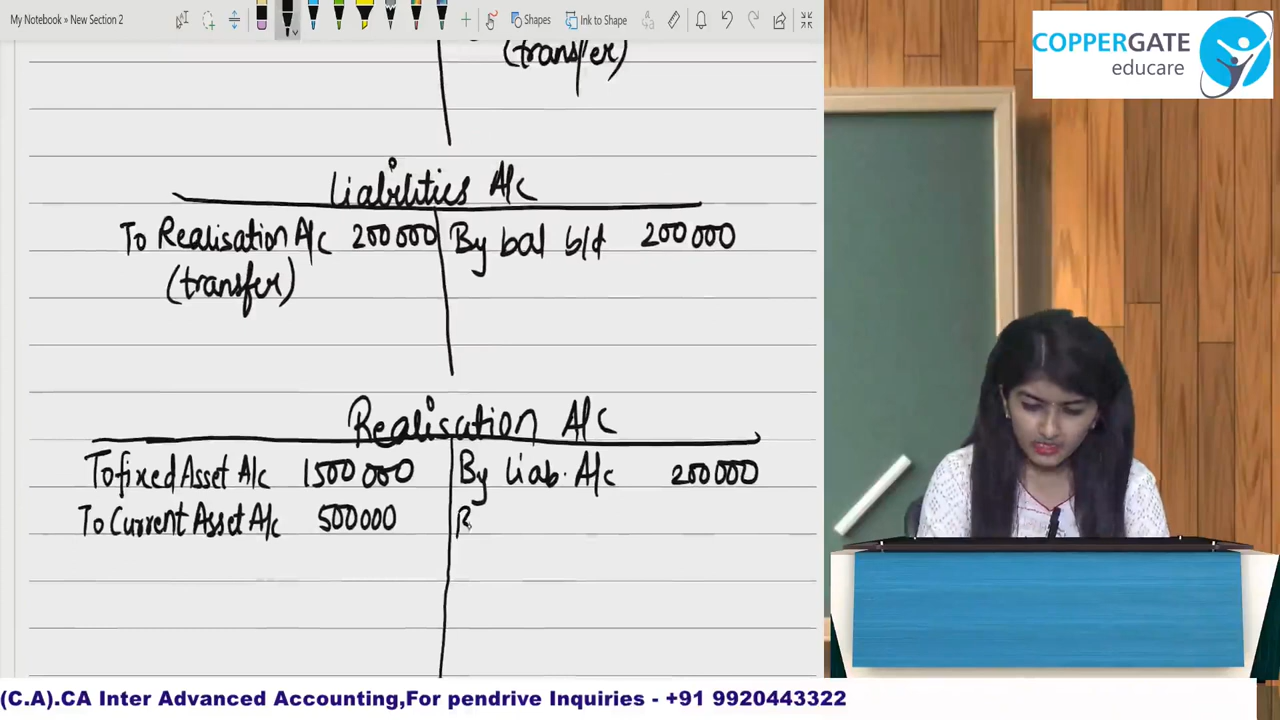 My Notebook » New Section 2
Shapes
Ink to Shape
COPPERGATE
educare
(transfer)
Liabilities A/c
To Realisation A/c 200000 By bal b/d 200000
(transfer)
Realisation A/c
To fixed Asset A/c 1500000 By liab. A/c 200000
To Current Asset A/c 500000 B
(C.A).CA Inter Advanced Accounting,For pendrive Inquiries - +91 9920443322